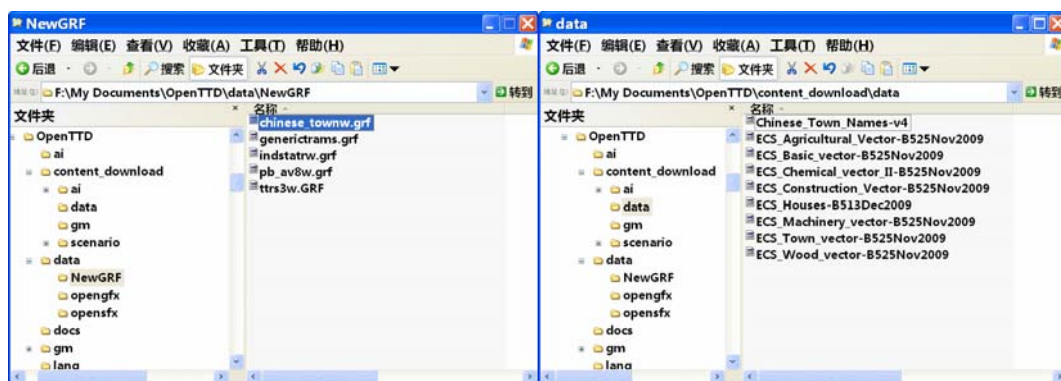 NewGRF
文件(F) 编辑(E) 查看(V) 收藏(A) 工具(T) 帮助(H)
后退 搜索 文件夹
F:\My Documents\OpenTTD\data\NewGRF 转到
文件夹
OpenTTD
ai
content_download
ai
data
gm
scenario
data
NewGRF
opengfx
opensfx
docs
gm
lang
名称
chinese_townw.grf
generictrams.grf
indstatrw.grf
pb_av8w.grf
ttrs3w.GRF
data
文件(F) 编辑(E) 查看(V) 收藏(A) 工具(T) 帮助(H)
后退 搜索 文件夹
F:\My Documents\OpenTTD\content_download\data 转到
文件夹
OpenTTD
ai
content_download
ai
data
gm
scenario
data
NewGRF
opengfx
opensfx
docs
gm
lang
名称
Chinese_Town_Names-v4
ECS_Agricultural_Vector-B525Nov2009
ECS_Basic_vector-B525Nov2009
ECS_Chemical_vector_II-B525Nov2009
ECS_Construction_Vector-B525Nov2009
ECS_Houses-B513Dec2009
ECS_Machinery_vector-B525Nov2009
ECS_Town_vector-B525Nov2009
ECS_Wood_vector-B525Nov2009